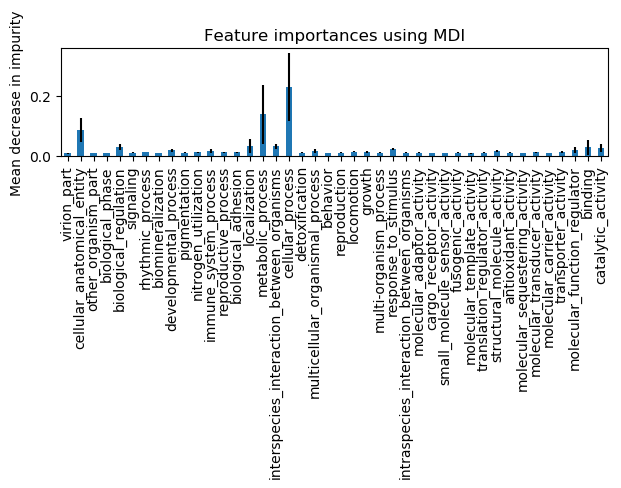 Feature importances using MDI
Mean decrease in impurity
0.2
0.0
virion_part
cellular_anatomical_entity
other_organism_part
biological_phase
biological_regulation
signaling
rhythmic_process
biomineralization
developmental_process
pigmentation
nitrogen_utilization
immune_system_process
reproductive_process
biological_adhesion
localization
metabolic_process
interspecies_interaction_between_organisms
cellular_process
detoxification
multicellular_organismal_process
behavior
reproduction
locomotion
growth
multi-organism_process
response_to_stimulus
intraspecies_interaction_between_organisms
molecular_adaptor_activity
cargo_receptor_activity
small_molecule_sensor_activity
fusogenic_activity
molecular_template_activity
translation_regulator_activity
structural_molecule_activity
antioxidant_activity
molecular_sequestering_activity
molecular_transducer_activity
molecular_carrier_activity
transporter_activity
molecular_function_regulator
binding
catalytic_activity